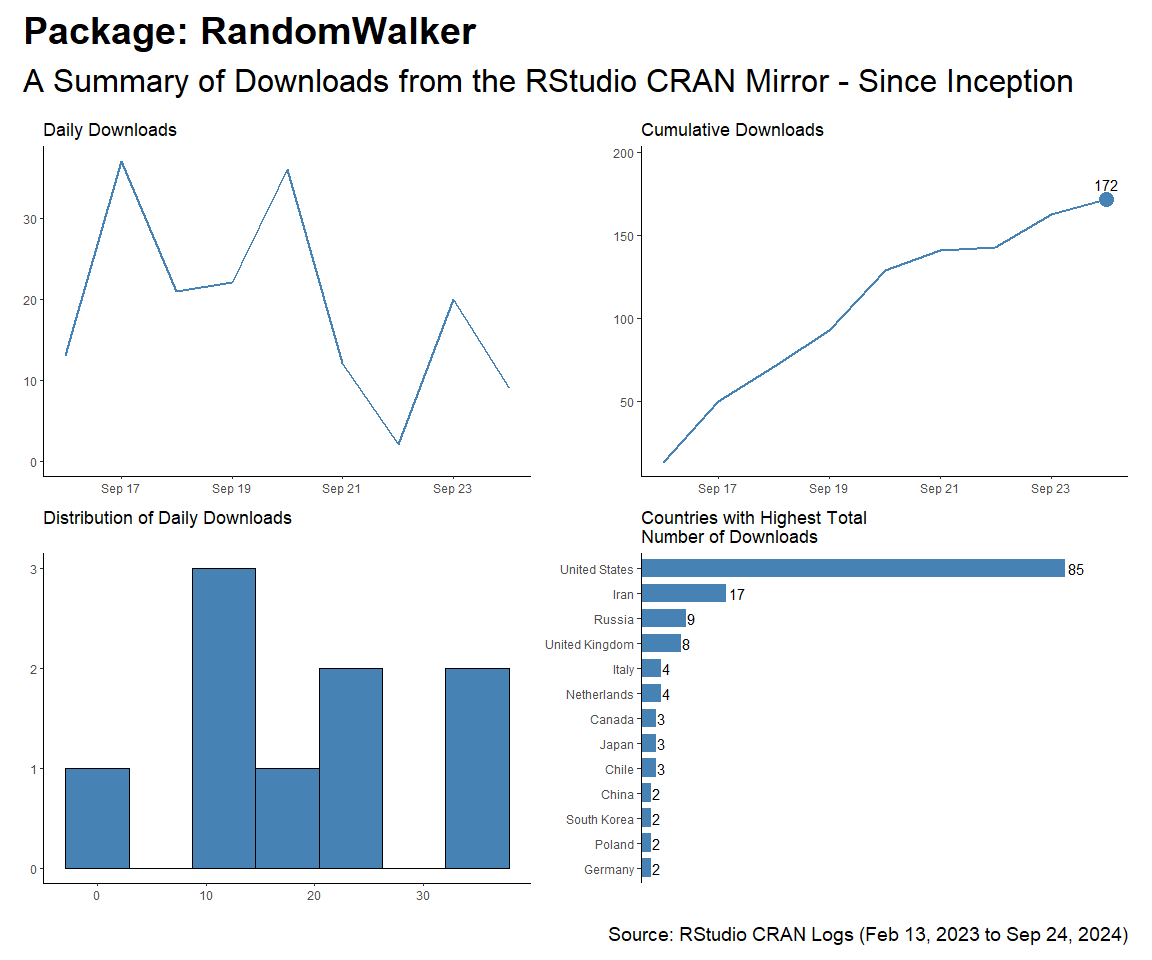 Package: RandomWalker
A Summary of Downloads from the RStudio CRAN Mirror - Since Inception
Daily Downloads
30
20
10
0
Sep 17
Sep 19
Sep 21
Sep 23
Cumulative Downloads
200
150
100
50
172
Sep 17
Sep 19
Sep 21
Sep 23
Distribution of Daily Downloads
3
2
1
0
0
10
20
30
Countries with Highest Total
Number of Downloads
United States 85
Iran 17
Russia 9
United Kingdom 8
Italy 4
Netherlands 4
Canada 3
Japan 3
Chile 3
China 2
South Korea 2
Poland 2
Germany 2
Source: RStudio CRAN Logs (Feb 13, 2023 to Sep 24, 2024)